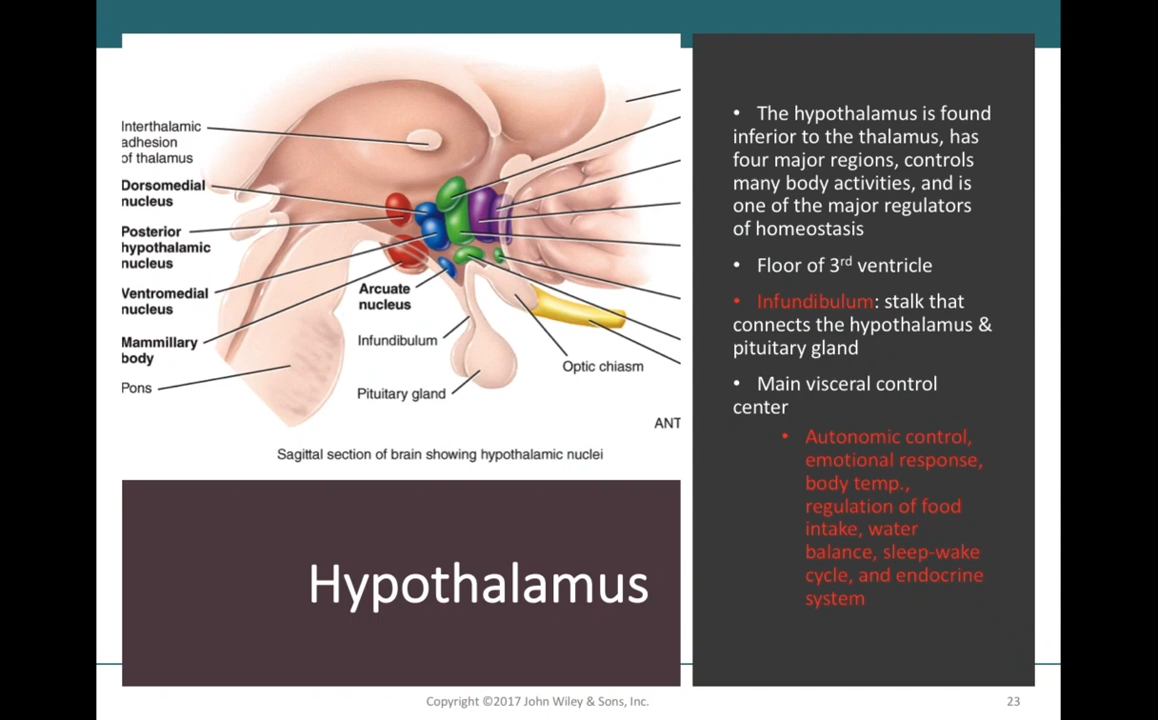 Interthalamic
adhesion
of thalamus
Dorsomedial
nucleus
Posterior
hypothalamic
nucleus
Ventromedial
nucleus
Mammillary
body
Pons
Arcuate
nucleus
Infundibulum
Pituitary gland
Optic chiasm
ANT
Sagittal section of brain showing hypothalamic nuclei
Hypothalamus
• The hypothalamus is found
inferior to the thalamus, has
four major regions, controls
many body activities, and is
one of the major regulators
of homeostasis
• Floor of 3rd ventricle
• Infundibulum: stalk that
connects the hypothalamus &
pituitary gland
• Main visceral control
center
• Autonomic control,
emotional response,
body temp.,
regulation of food
intake, water
balance, sleep-wake
cycle, and endocrine
system
Copyright ©2017 John Wiley & Sons, Inc.
23